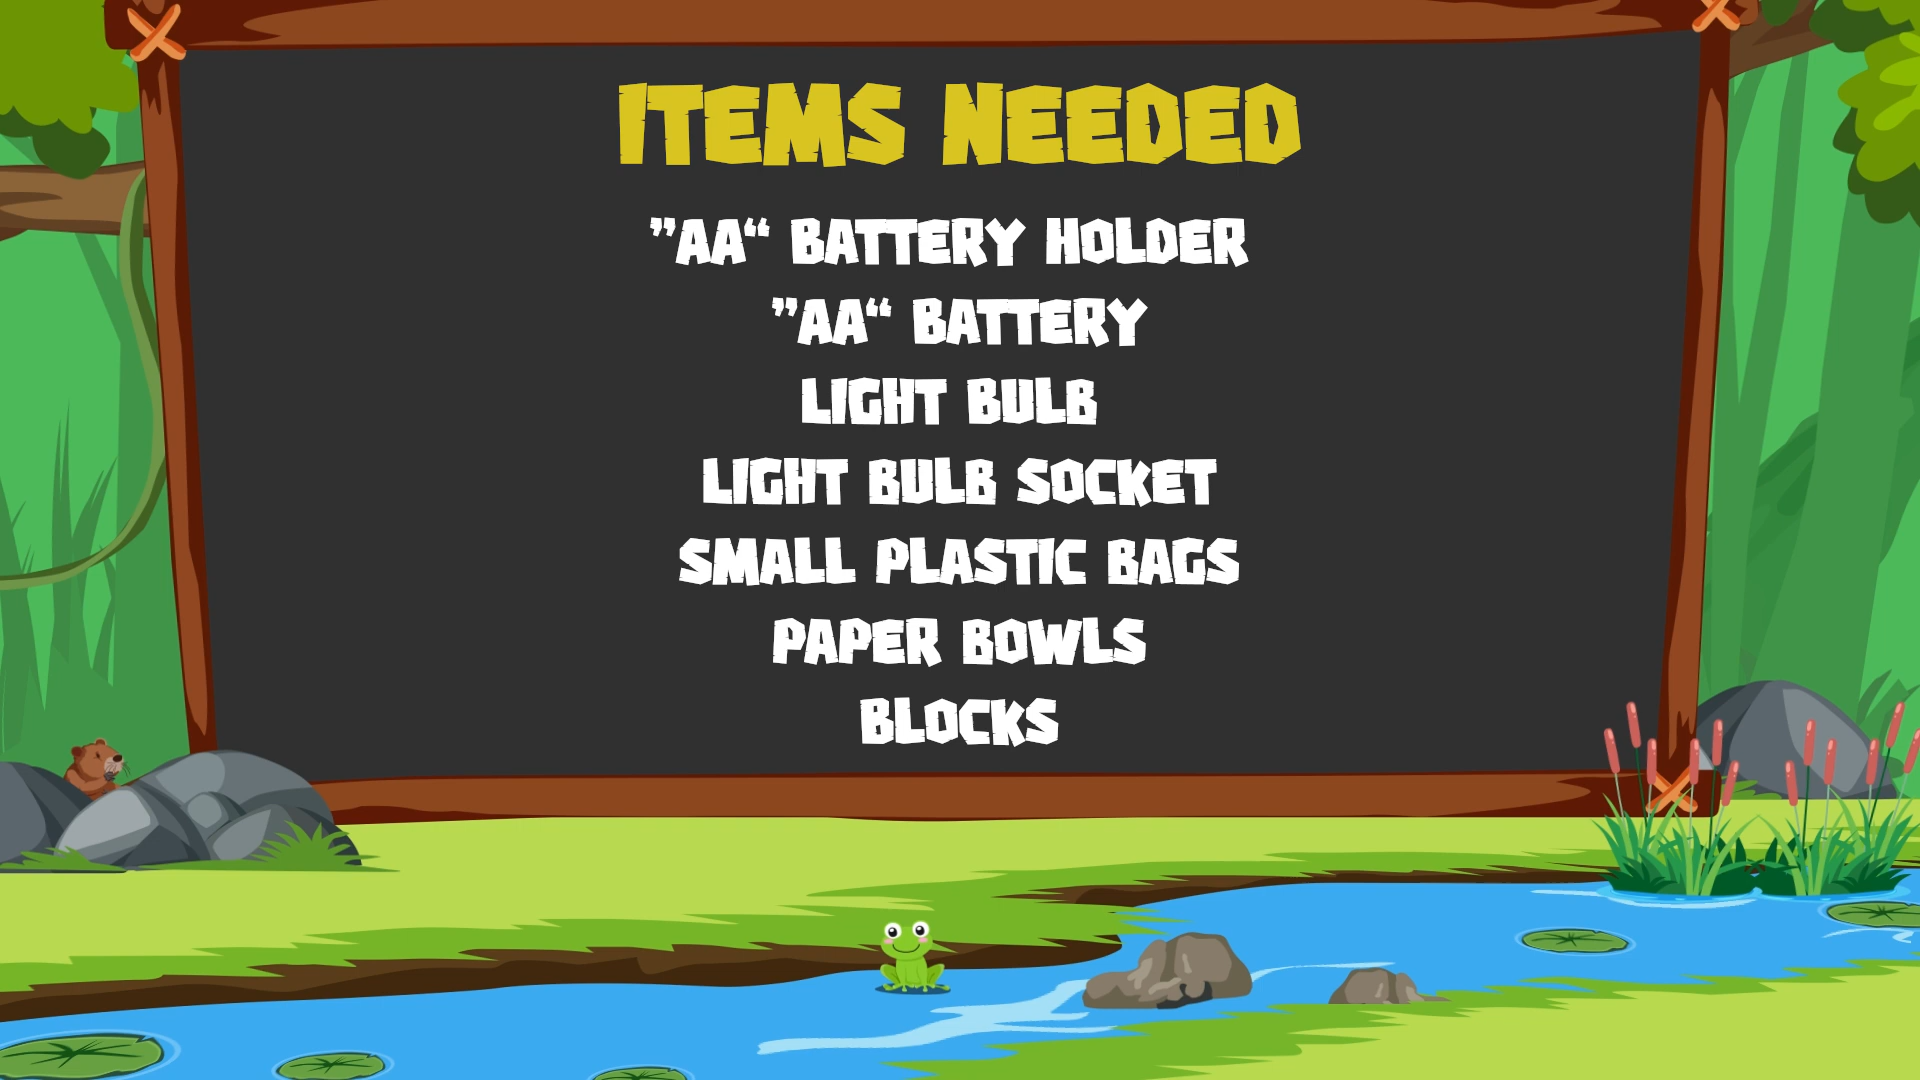 ITEMS NEEDED
”AA“ BATTERY HOLDER
”AA“ BATTERY
LIGHT BULB
LIGHT BULB SOCKET
SMALL PLASTIC BAGS
PAPER BOWLS
BLOCKS